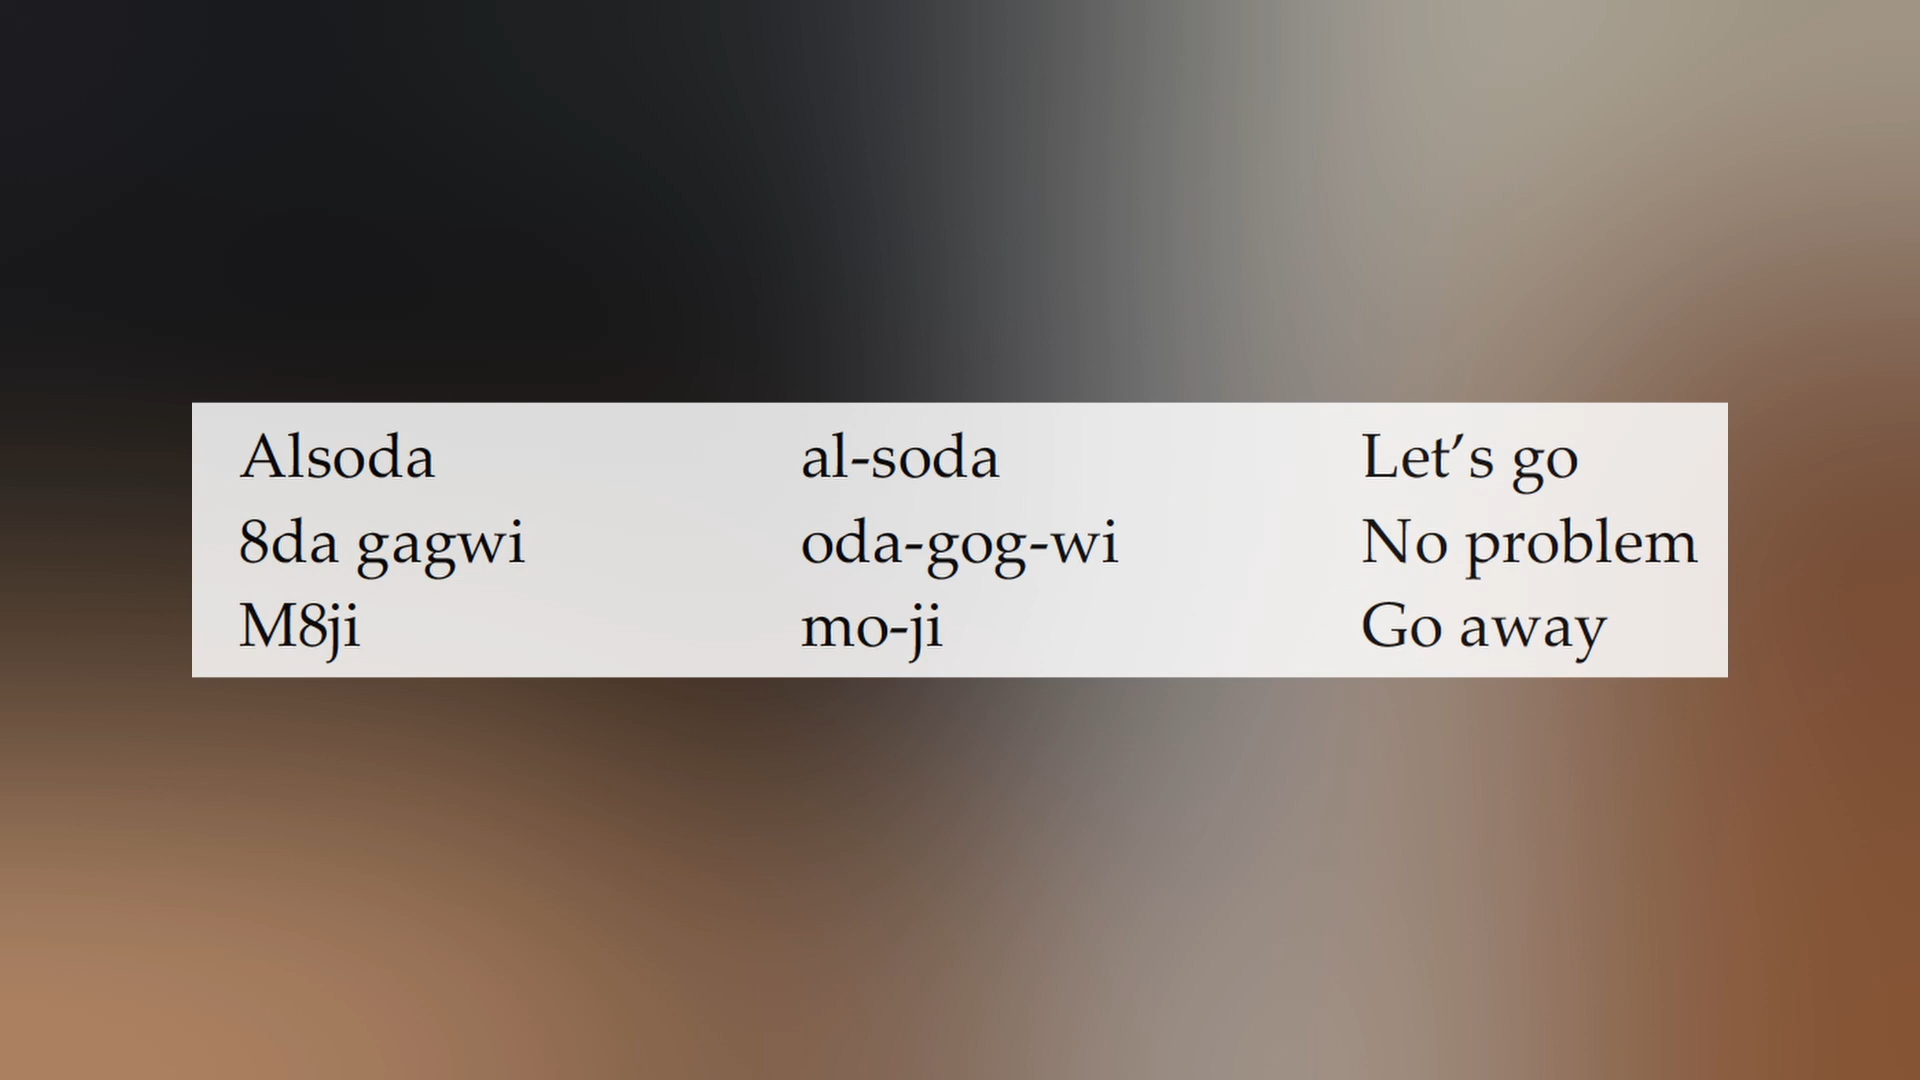 Alsoda al-soda Let’s go
8da gagwi oda-gog-wi No problem
M8ji mo-ji Go away